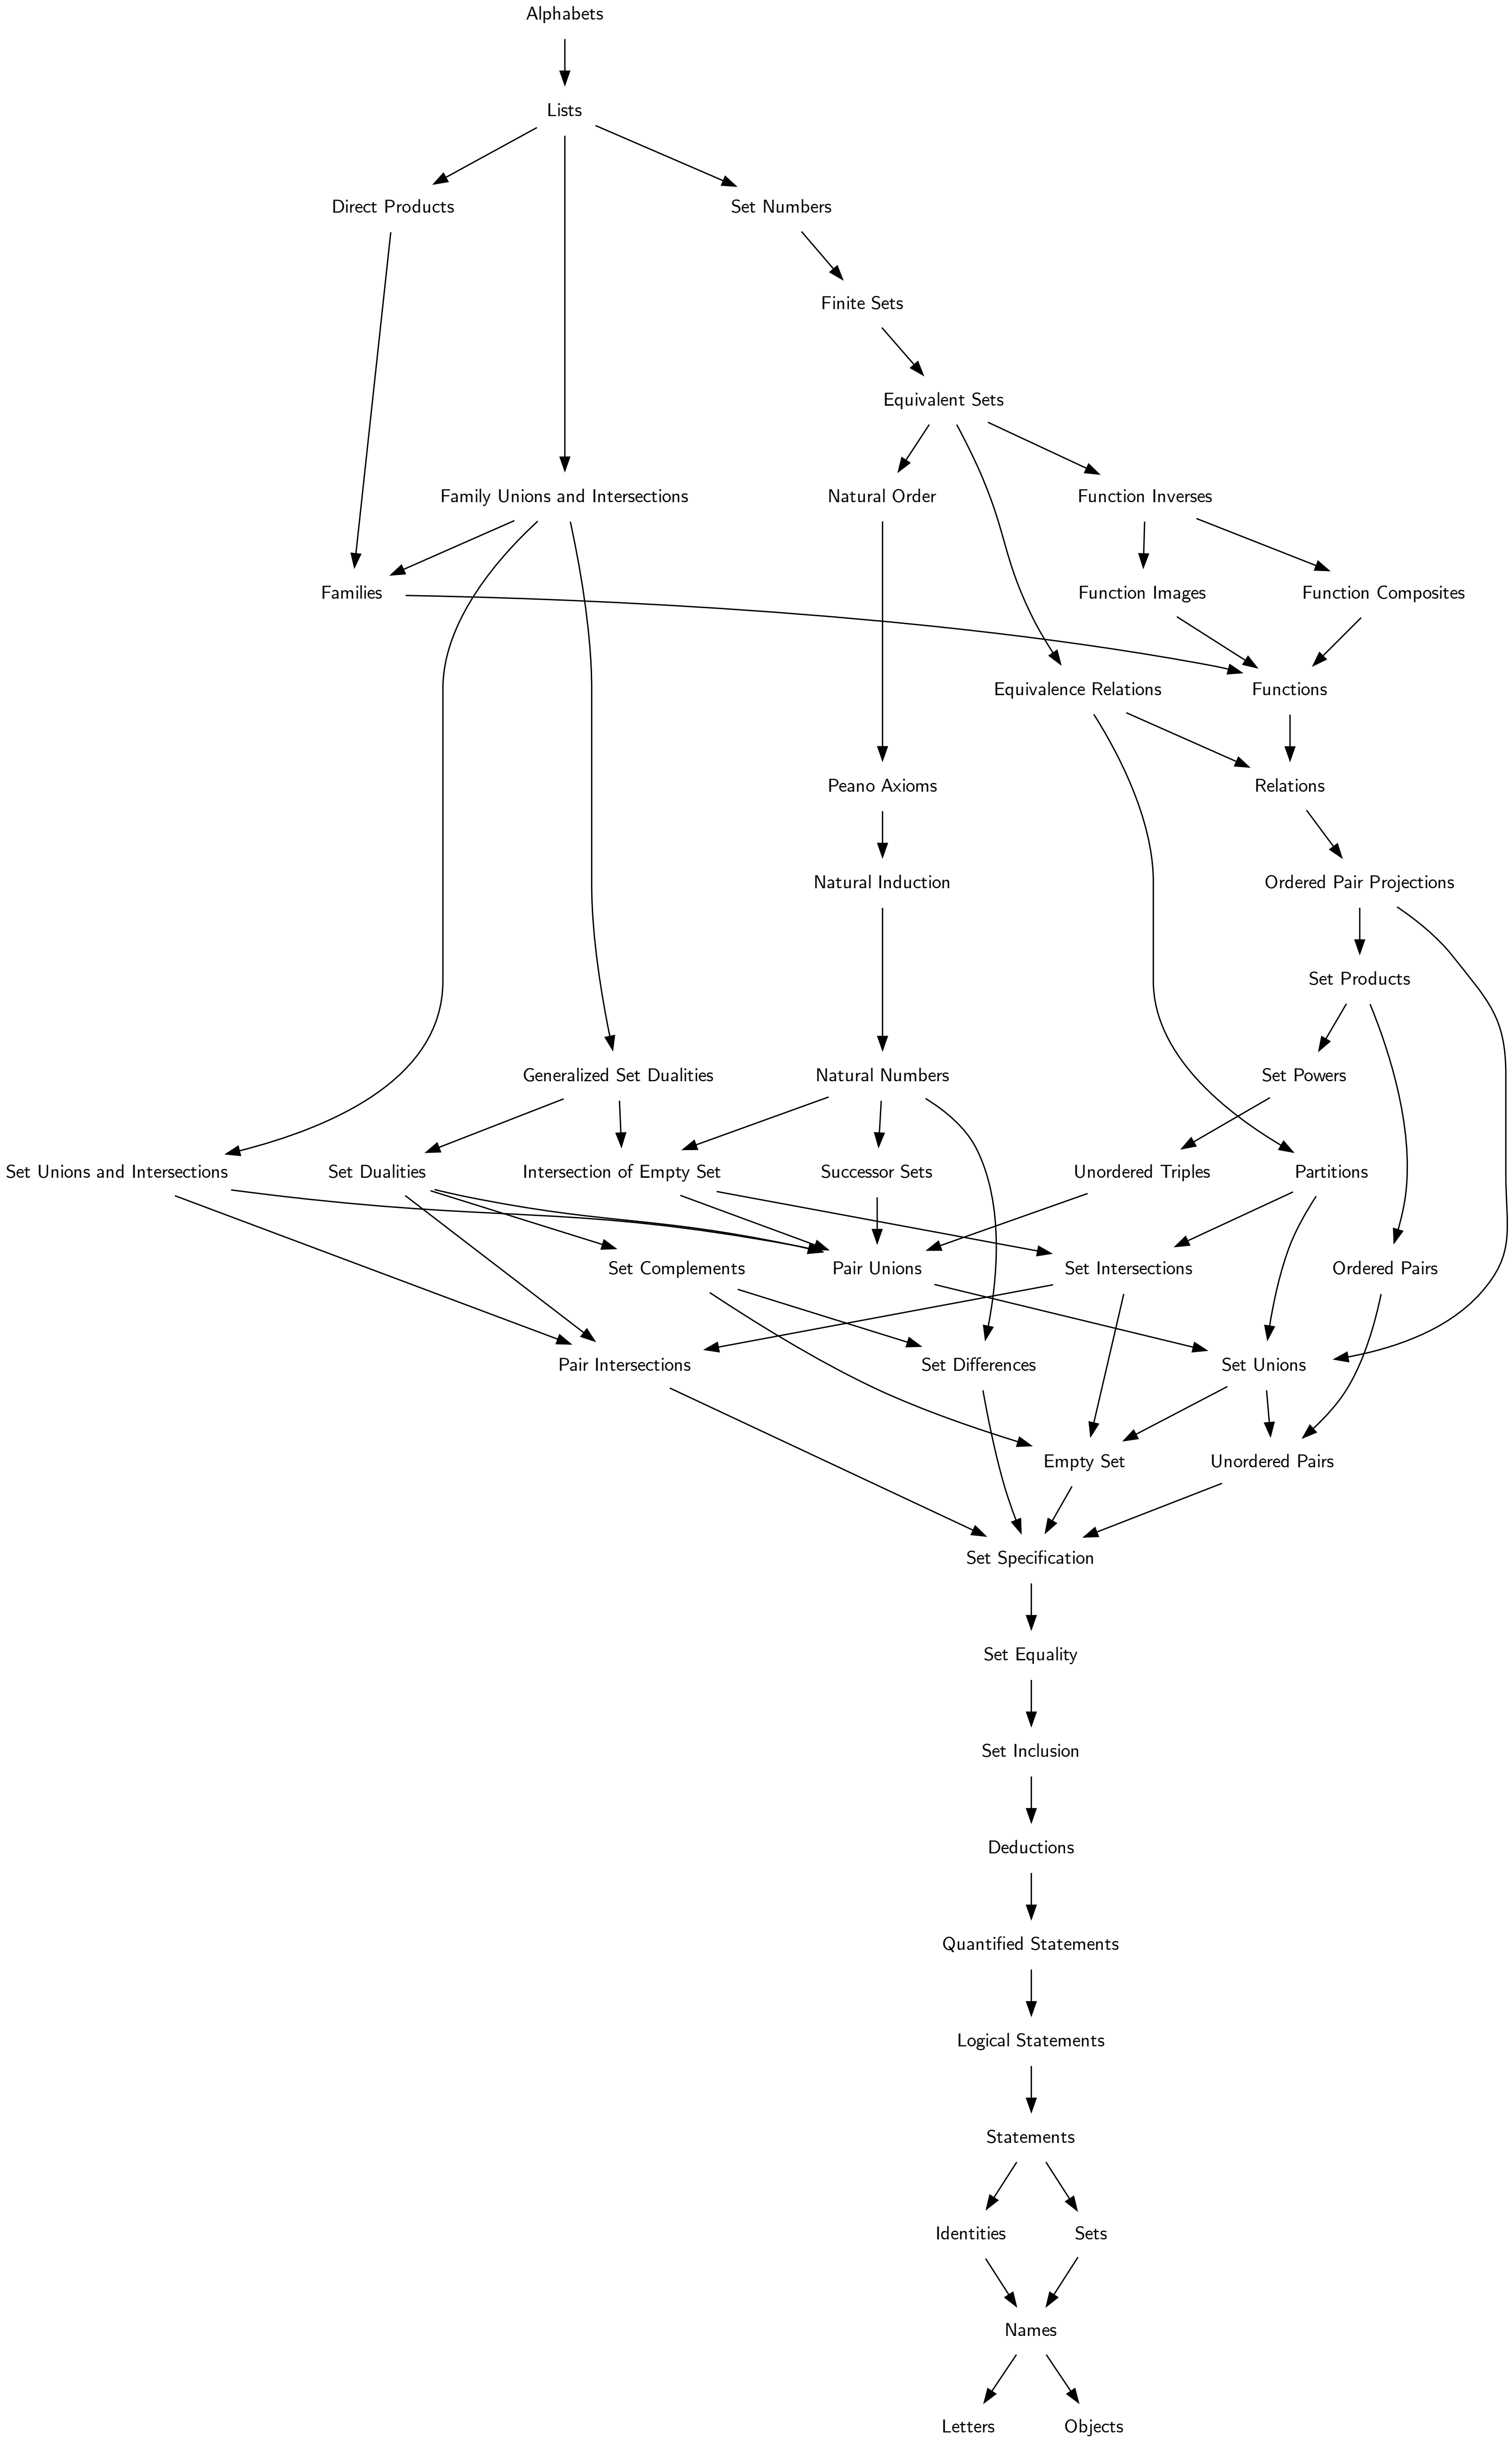 Alphabets
Lists
Direct Products
Set Numbers
Finite Sets
Equivalent Sets
Family Unions and Intersections
Natural Order
Function Inverses
Families
Function Images
Function Composites
Equivalence Relations
Functions
Peano Axioms
Relations
Natural Induction
Ordered Pair Projections
Set Products
Generalized Set Dualities
Natural Numbers
Set Powers
Set Unions and Intersections
Set Dualities
Intersection of Empty Set
Successor Sets
Unordered Triples
Partitions
Set Complements
Pair Unions
Set Intersections
Ordered Pairs
Pair Intersections
Set Differences
Set Unions
Empty Set
Unordered Pairs
Set Specification
Set Equality
Set Inclusion
Deductions
Quantified Statements
Logical Statements
Statements
Identities
Sets
Names
Letters
Objects